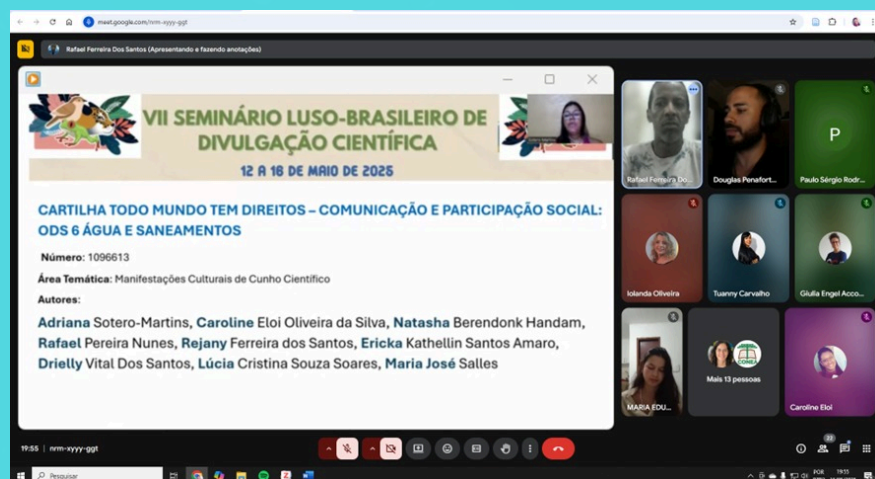 meet.google.com/nrm-xyyy-ggt
Rafael Ferreira Dos Santos (Apresentando e fazendo anotações)
VII SEMINÁRIO LUSO-BRASILEIRO DE
DIVULGAÇÃO CIENTÍFICA
12 A 16 DE MAIO DE 2025
CARTILHA TODO MUNDO TEM DIREITOS – COMUNICAÇÃO E PARTICIPAÇÃO SOCIAL:
ODS 6 ÁGUA E SANEAMENTOS
Número: 1096613
Área Temática: Manifestações Culturais de Cunho Científico
Autores:
Adriana Sotero-Martins, Caroline Eloi Oliveira da Silva, Natasha Berendonk Handam,
Rafael Pereira Nunes, Rejany Ferreira dos Santos, Ericka Kathellin Santos Amaro,
Drielly Vital Dos Santos, Lúcia Cristina Souza Soares, Maria José Salles
Rafael Ferreira Do...
Douglas Penafort...
P
Paulo Sérgio Rodr...
Iolanda Oliveira
Tuanny Carvalho
Giulia Engel Acco...
MARIA EDU...
Mais 13 pessoas
Caroline Eloi
19:55 | nrm-xyyy-ggt
22
Pesquisar
POR
19:55